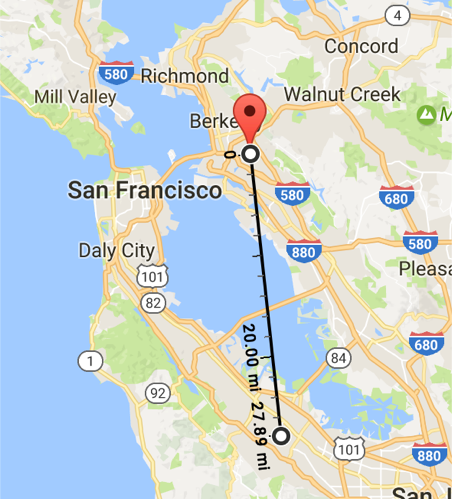 4
Concord
580
Richmond
Walnut Creek
Mill Valley
Berke
0
San Francisco
580
680
Daly City
880
580
101
Pleasa
82
20.00 mi
680
1
84
92
27.89 mi
101
880
San J